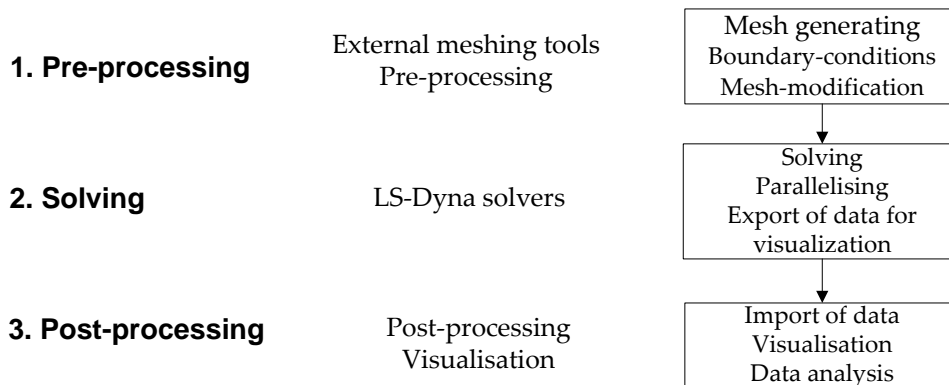 1. Pre-processing
External meshing tools
Pre-processing
Mesh generating
Boundary-conditions
Mesh-modification
2. Solving
LS-Dyna solvers
Solving
Parallelising
Export of data for
visualization
3. Post-processing
Post-processing
Visualisation
Import of data
Visualisation
Data analysis